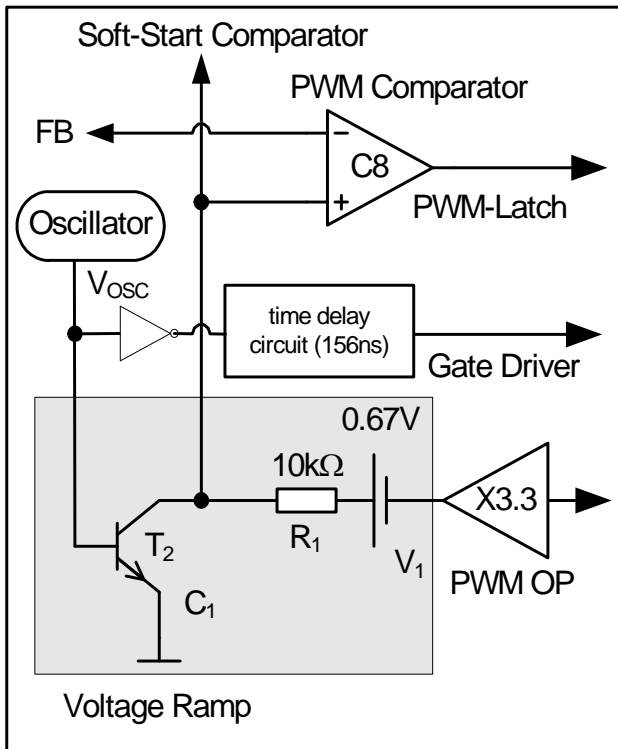 Soft-Start Comparator
PWM Comparator
FB
−
C8
+
PWM-Latch
Oscillator
V_OSC
time delay
circuit (156ns)
Gate Driver
0.67V
10kΩ
X3.3
R₁
T₂
V₁
PWM OP
C₁
Voltage Ramp